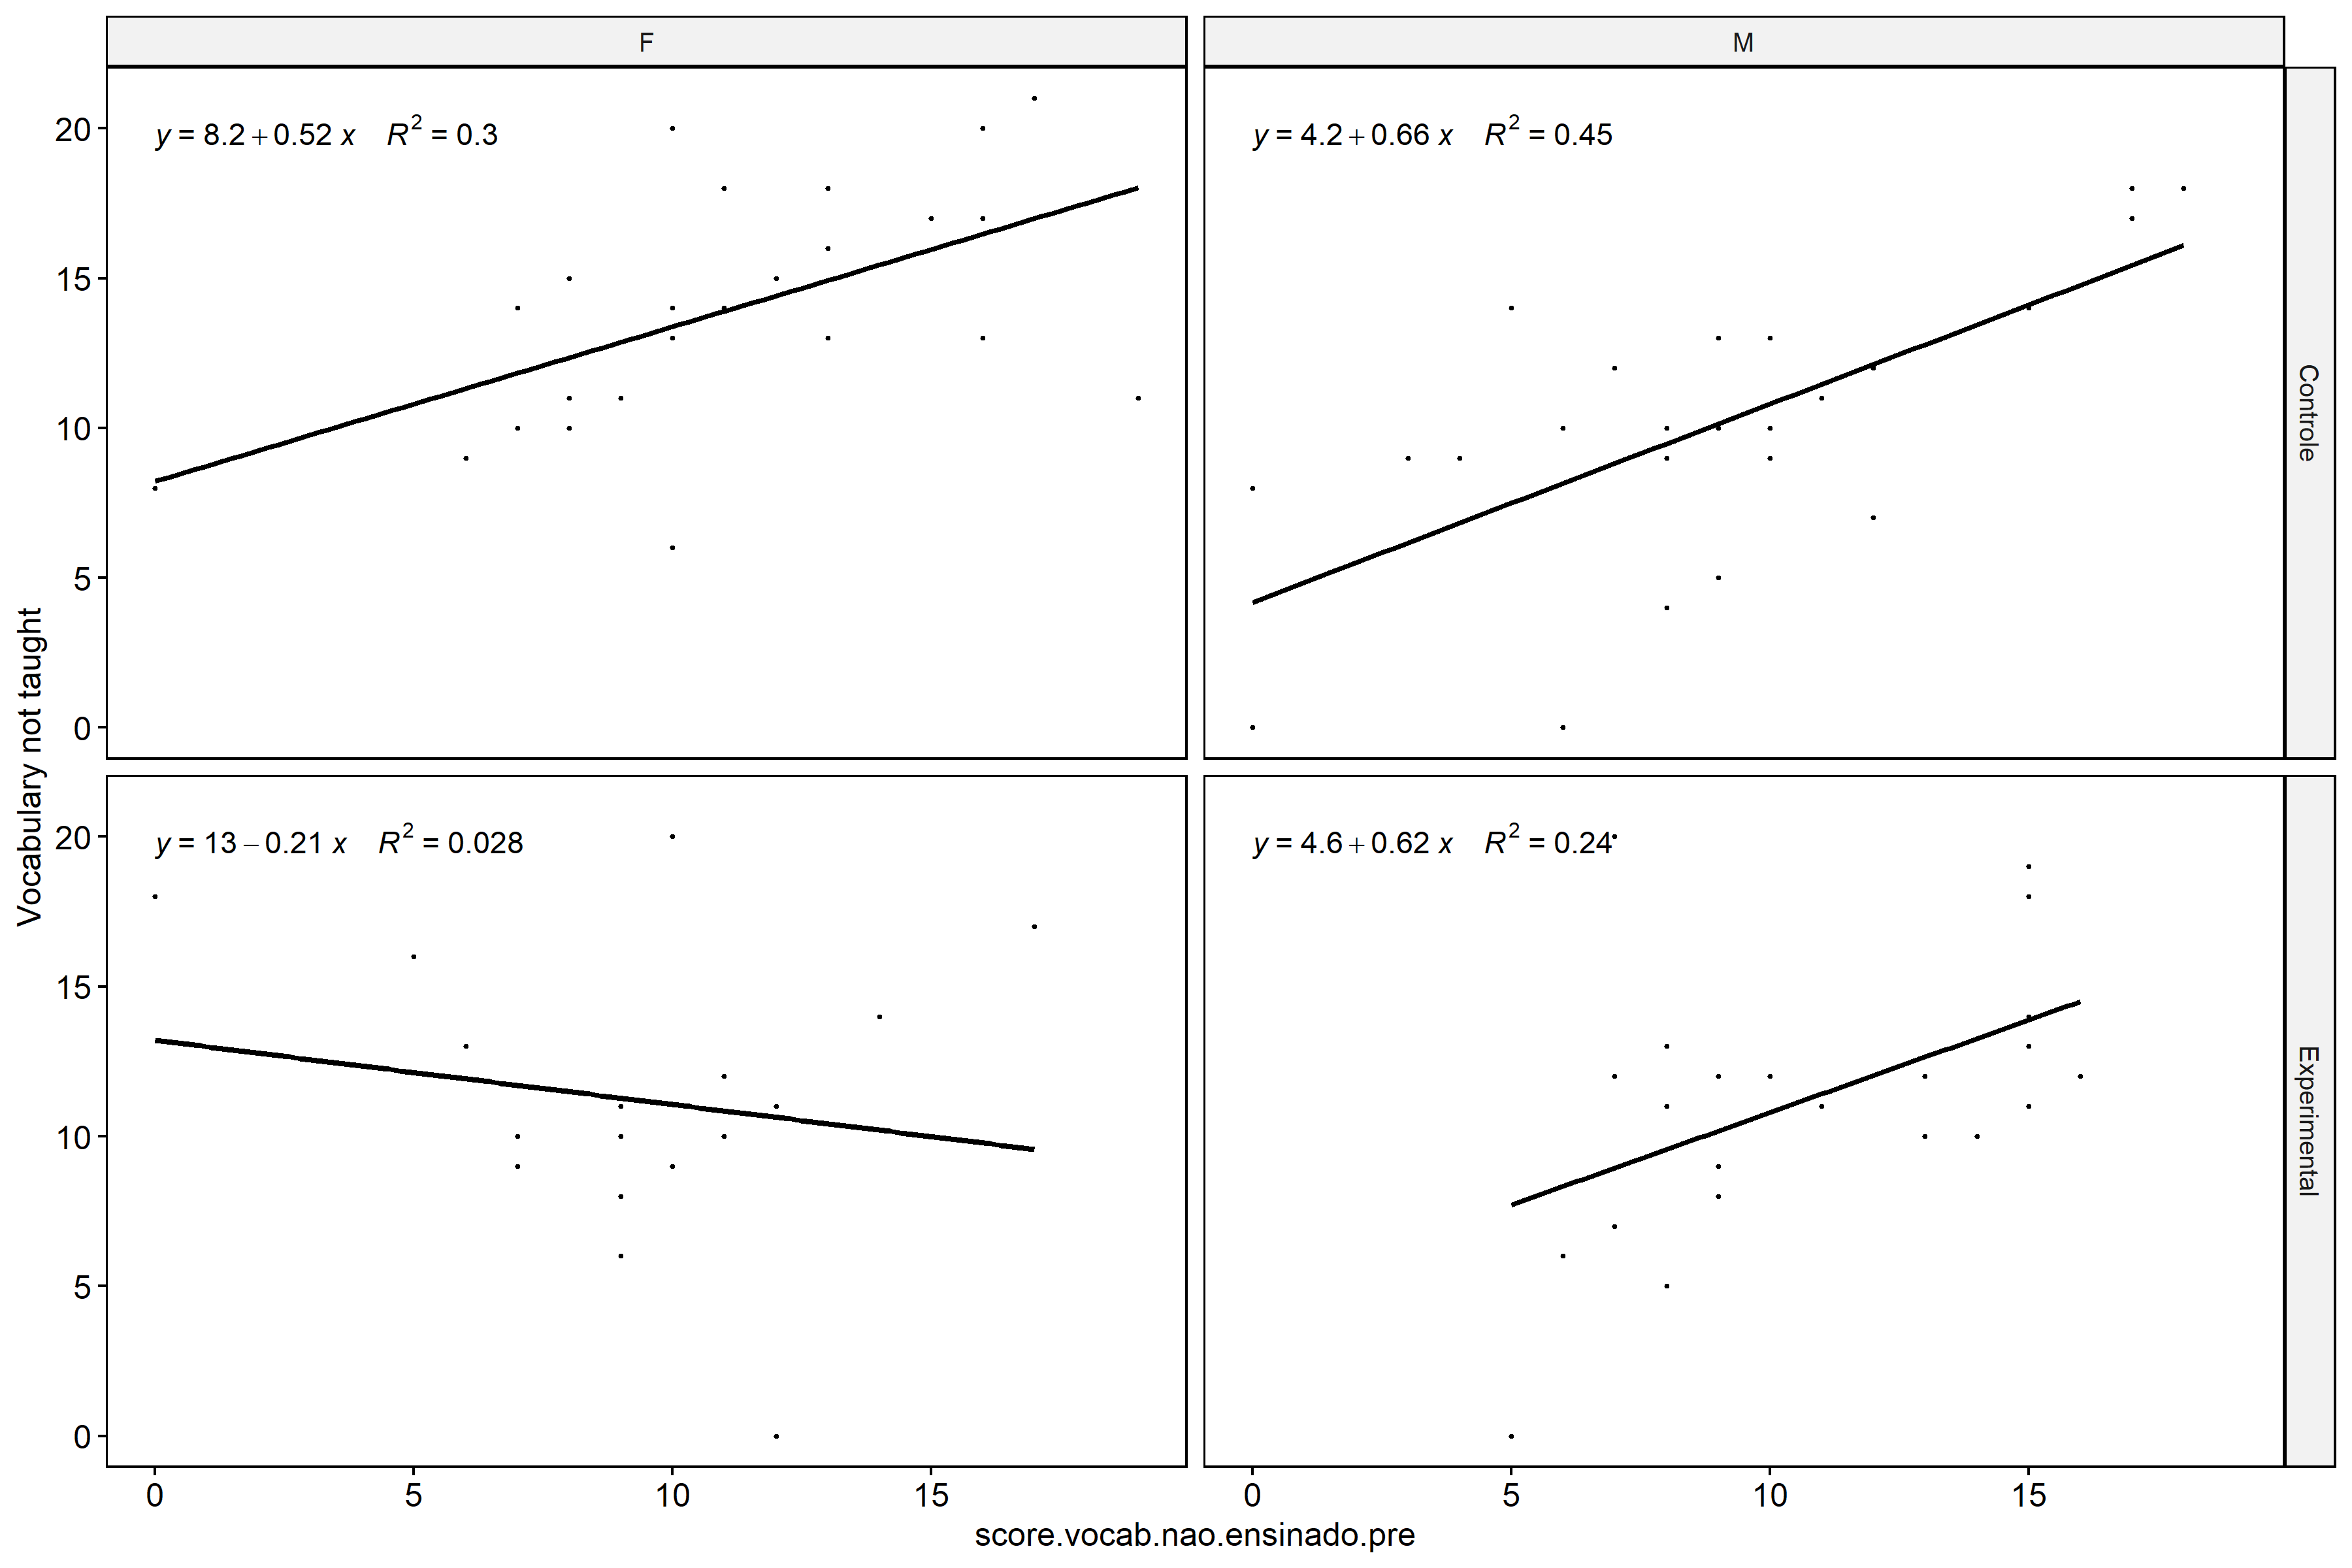 F
M
y = 8.2 + 0.52 x R² = 0.3
y = 4.2 + 0.66 x R² = 0.45
20
15
10
5
0
Controle
Vocabulary not taught
y = 13 − 0.21 x R² = 0.028
y = 4.6 + 0.62 x R² = 0.24
20
15
10
5
0
Experimental
0 5 10 15
0 5 10 15
score.vocab.nao.ensinado.pre